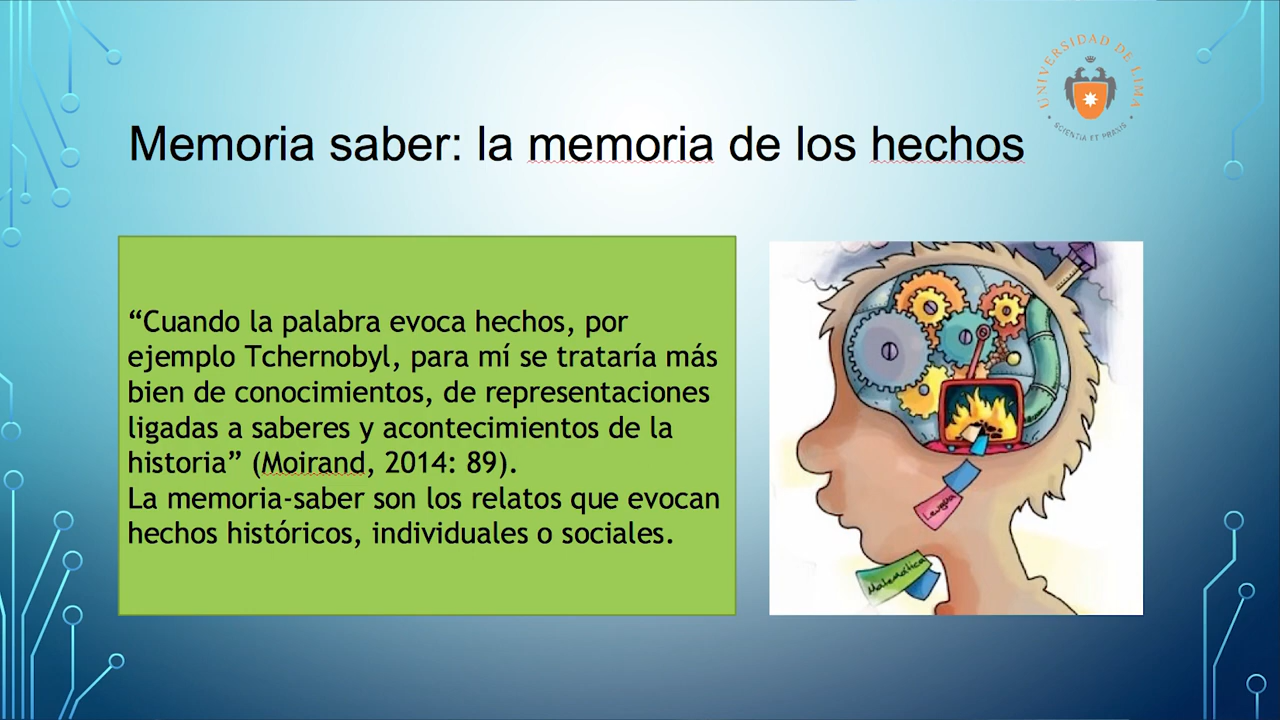 UNIVERSIDAD DE LIMA
SCIENTIA ET PRAXIS
Memoria saber: la memoria de los hechos
“Cuando la palabra evoca hechos, por
ejemplo Tchernobyl, para mí se trataría más
bien de conocimientos, de representaciones
ligadas a saberes y acontecimientos de la
historia” (Moirand, 2014: 89).
La memoria-saber son los relatos que evocan
hechos históricos, individuales o sociales.
Lengua
Matemática